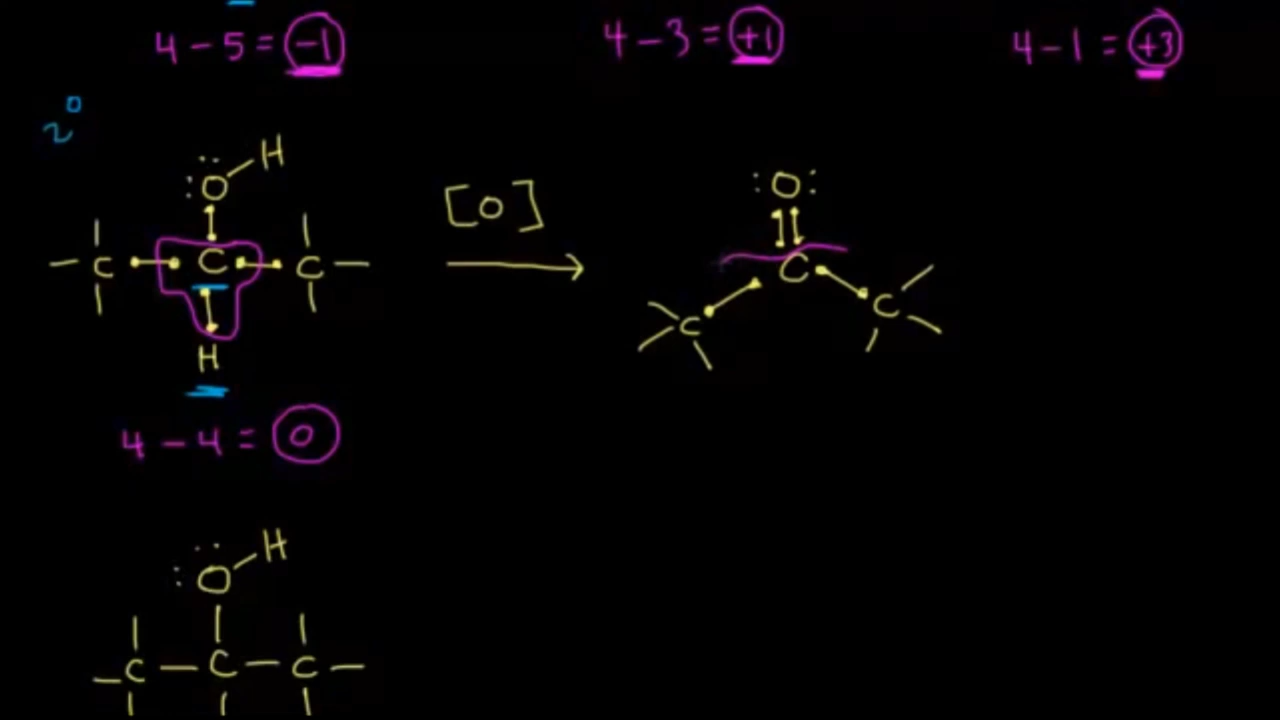 4 - 5 = -1
4 - 3 = +1
4 - 1 = +3
2°
:Ö - H
[O]
:O:
C C C
C C C
H
4 - 4 = 0
:Ö - H
C - C - C